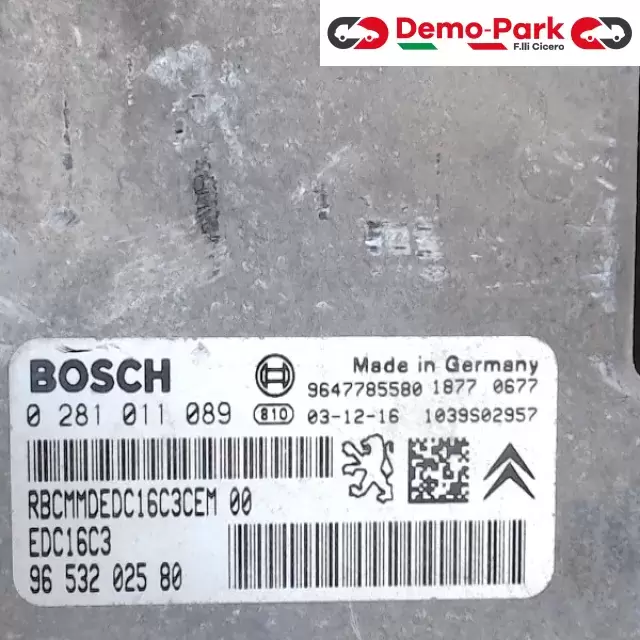 Demo-Park
F.lli Cicero
BOSCH
Made in Germany
9647785580 1877 0677
0 281 011 089 810 03-12-16 1039S02957
RBCMMDEDC16C3CEM 00
EDC16C3
96 532 025 80